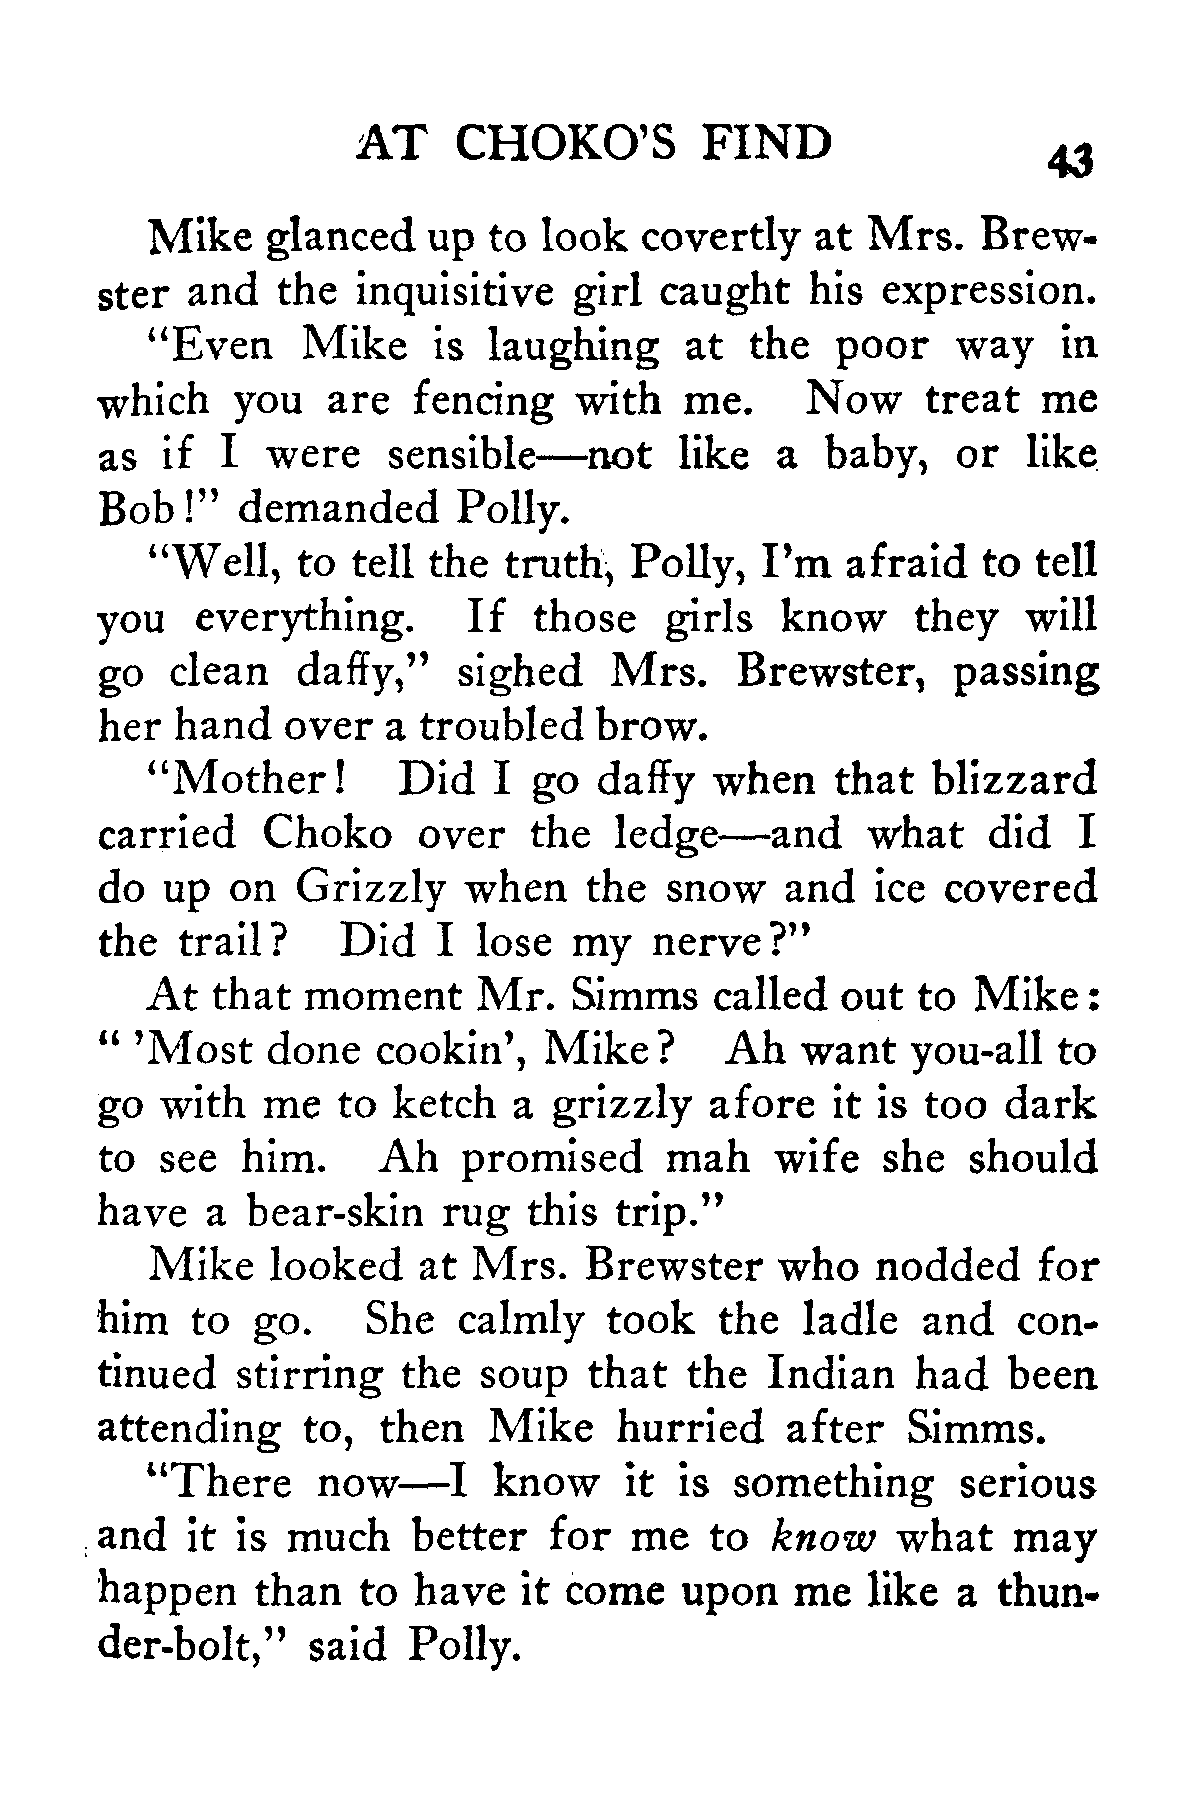 AT CHOKO'S FIND 43
Mike glanced up to look covertly at Mrs. Brew-
ster and the inquisitive girl caught his expression.
“Even Mike is laughing at the poor way in
which you are fencing with me. Now treat me
as if I were sensible—not like a baby, or like
Bob!” demanded Polly.
“Well, to tell the truth, Polly, I'm afraid to tell
you everything. If those girls know they will
go clean daffy,” sighed Mrs. Brewster, passing
her hand over a troubled brow.
“Mother! Did I go daffy when that blizzard
carried Choko over the ledge—and what did I
do up on Grizzly when the snow and ice covered
the trail? Did I lose my nerve?”
At that moment Mr. Simms called out to Mike:
“ 'Most done cookin', Mike? Ah want you-all to
go with me to ketch a grizzly afore it is too dark
to see him. Ah promised mah wife she should
have a bear-skin rug this trip.”
Mike looked at Mrs. Brewster who nodded for
him to go. She calmly took the ladle and con-
tinued stirring the soup that the Indian had been
attending to, then Mike hurried after Simms.
“There now—I know it is something serious
and it is much better for me to know what may
happen than to have it come upon me like a thun-
der-bolt,” said Polly.